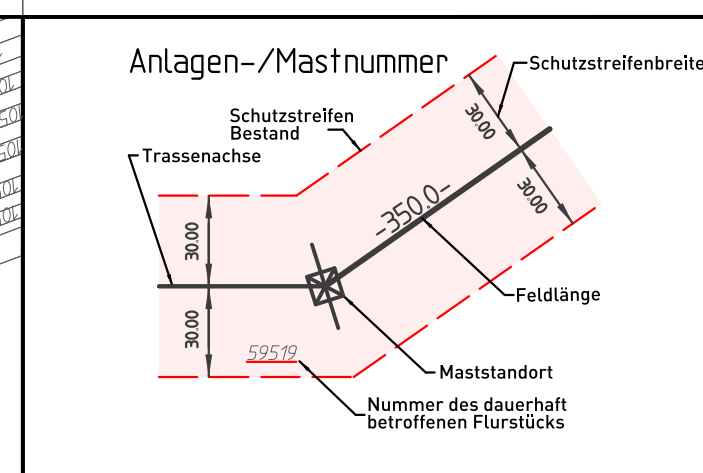 Anlagen-/Mastnummer
Schutzstreifenbreite
Schutzstreifen
Bestand
Trassenachse
30.00
30.00
-350.0-
30.00
30.00
Feldlänge
59519
Maststandort
Nummer des dauerhaft
betroffenen Flurstücks